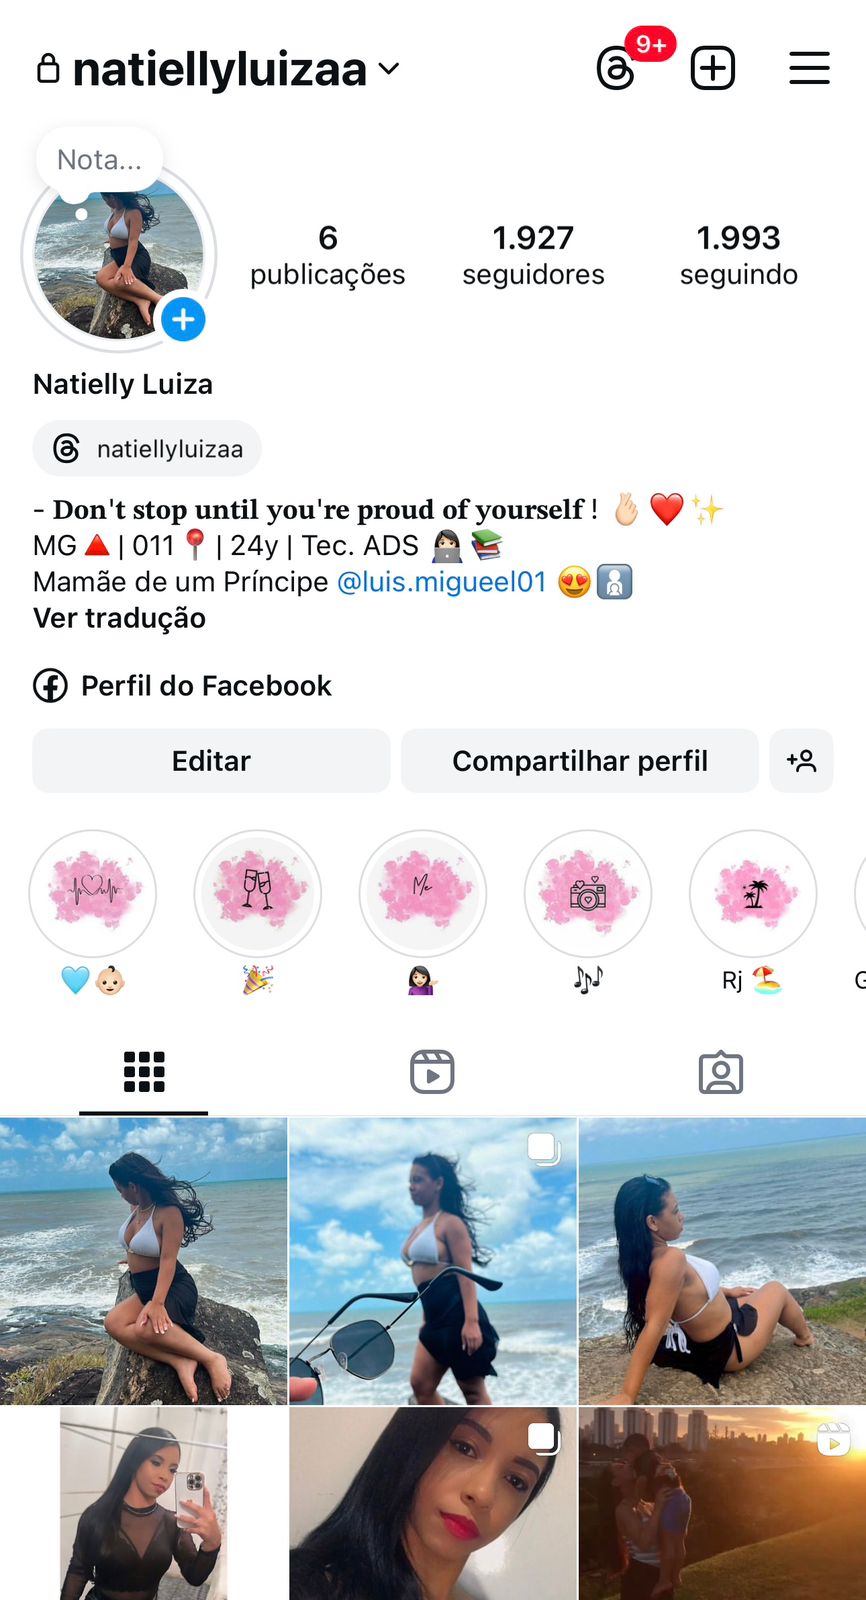 natiellyluizaa
9+
Nota...
6
publicações
1.927
seguidores
1.993
seguindo
Natielly Luiza
natiellyluizaa
- Don't stop until you're proud of yourself ! 🤞🏻❤️✨
MG🔺| 011📍| 24y | Tec. ADS 👩🏻‍💻📚
Mamãe de um Príncipe @luis.migueel01 😍🚼
Ver tradução
Perfil do Facebook
Editar
Compartilhar perfil
Me
🩵👶🏻
🎉
💁🏻‍♀️
🎶
Rj 🏖️
G